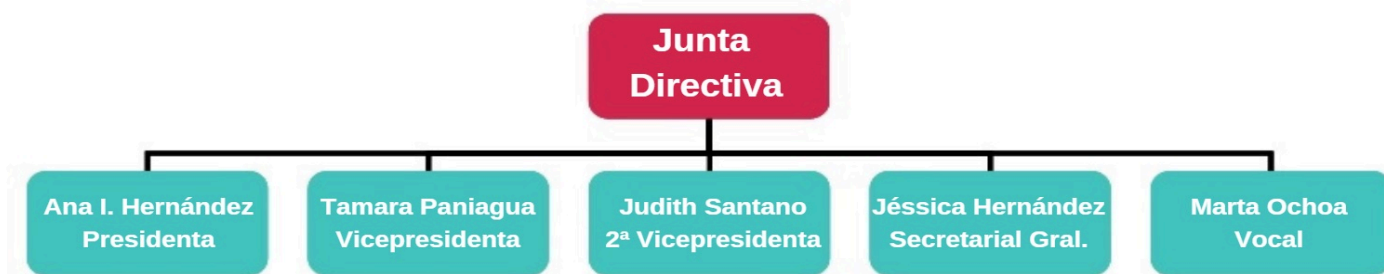 Junta
Directiva
Ana I. Hernández
Presidenta
Tamara Paniagua
Vicepresidenta
Judith Santano
2ª Vicepresidenta
Jéssica Hernández
Secretarial Gral.
Marta Ochoa
Vocal